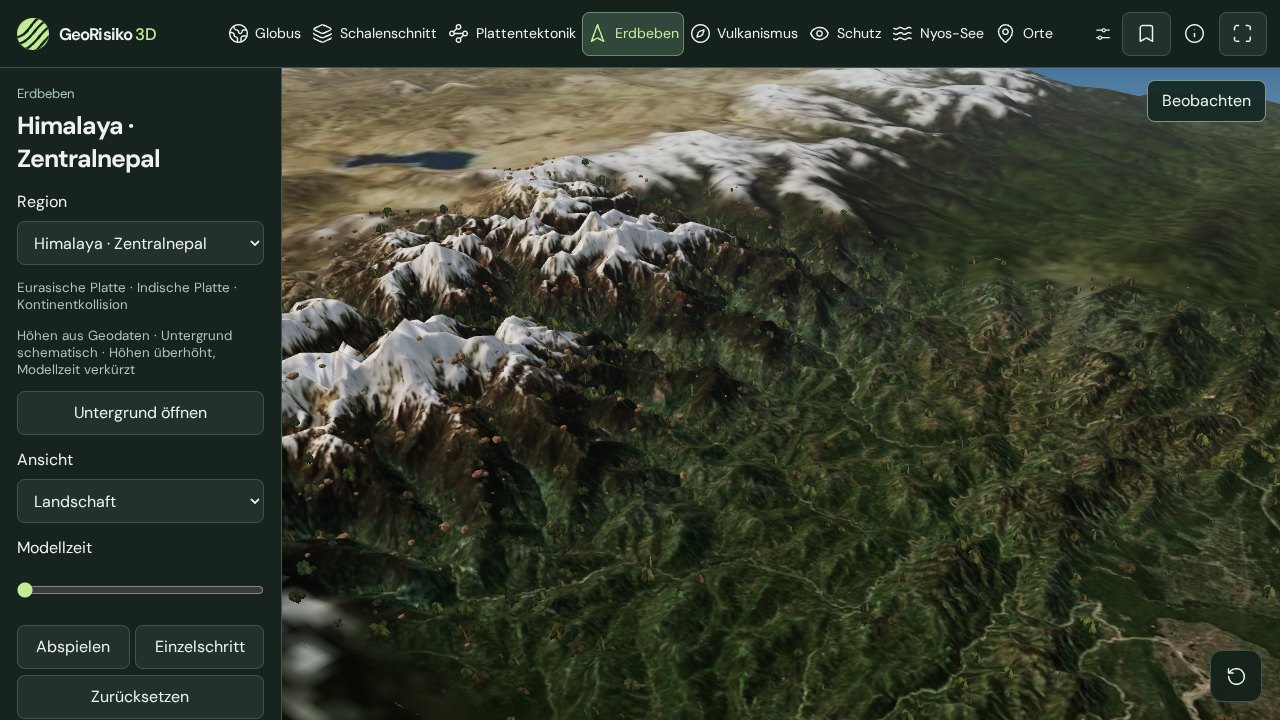 GeoRisiko 3D
Globus
Schalenschnitt
Plattentektonik
Erdbeben
Vulkanismus
Schutz
Nyos-See
Orte
Erdbeben
Himalaya ·
Zentralnepal
Region
Himalaya · Zentralnepal
Eurasische Platte · Indische Platte ·
Kontinentkollision
Höhen aus Geodaten · Untergrund
schematisch · Höhen überhöht,
Modellzeit verkürzt
Untergrund öffnen
Ansicht
Landschaft
Modellzeit
Abspielen
Einzelschritt
Zurücksetzen
Beobachten